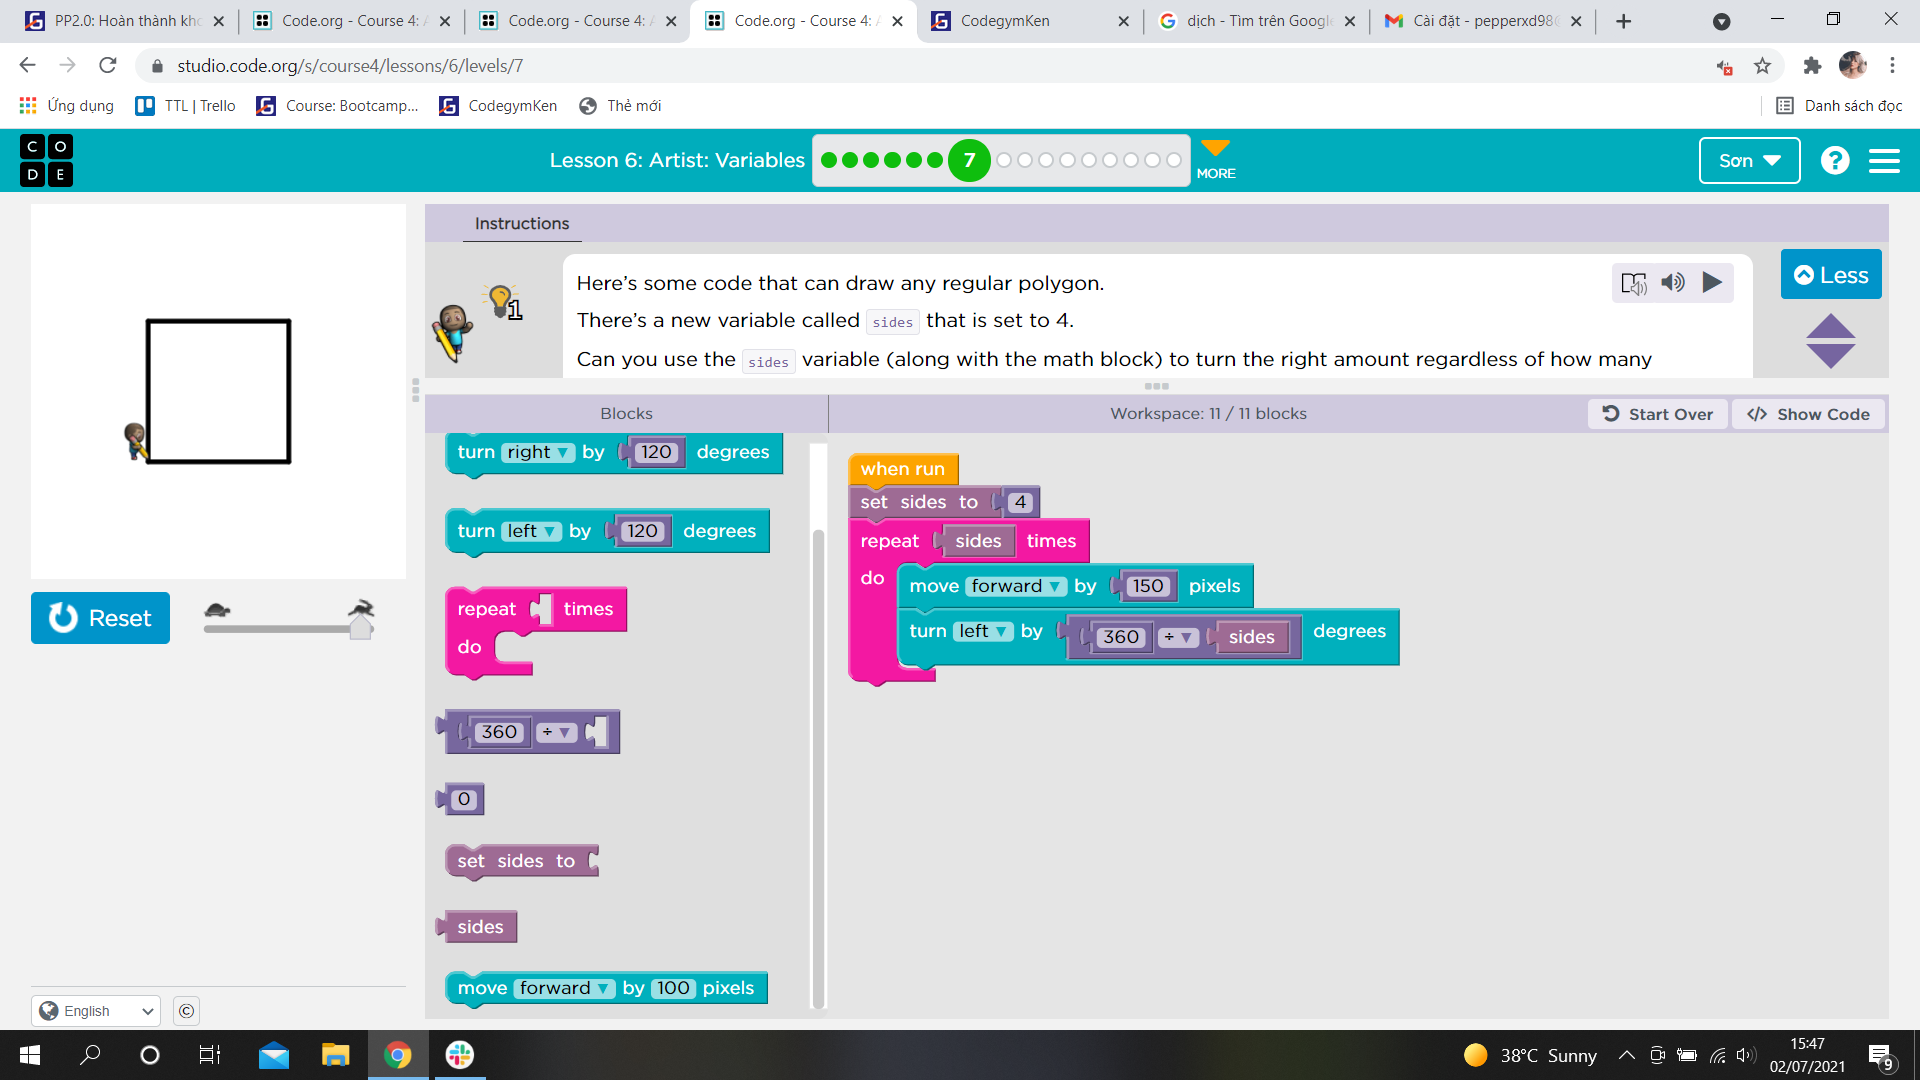 PP2.0: Hoàn thành kh
Code.org - Course 4: A
Code.org - Course 4: A
Code.org - Course 4: A
CodegymKen
dịch - Tìm trên Google
Cài đặt - pepperxd98
studio.code.org/s/course4/lessons/6/levels/7
Ứng dụng
TTL | Trello
Course: Bootcamp...
CodegymKen
Thẻ mới
Danh sách đọc
C O
D E
Lesson 6: Artist: Variables
7
MORE
Sơn
?
Instructions
1
Here's some code that can draw any regular polygon.
There's a new variable called sides that is set to 4.
Can you use the sides variable (along with the math block) to turn the right amount regardless of how many
Less
Blocks
Workspace: 11 / 11 blocks
Start Over
</> Show Code
turn right ▼ by 120 degrees
turn left ▼ by 120 degrees
repeat times
do
360 ÷ ▼
0
set sides to
sides
move forward ▼ by 100 pixels
when run
set sides to 4
repeat sides times
do
move forward ▼ by 150 pixels
turn left ▼ by 360 ÷ ▼ sides degrees
Reset
English
©
38°C Sunny
15:47
02/07/2021
9